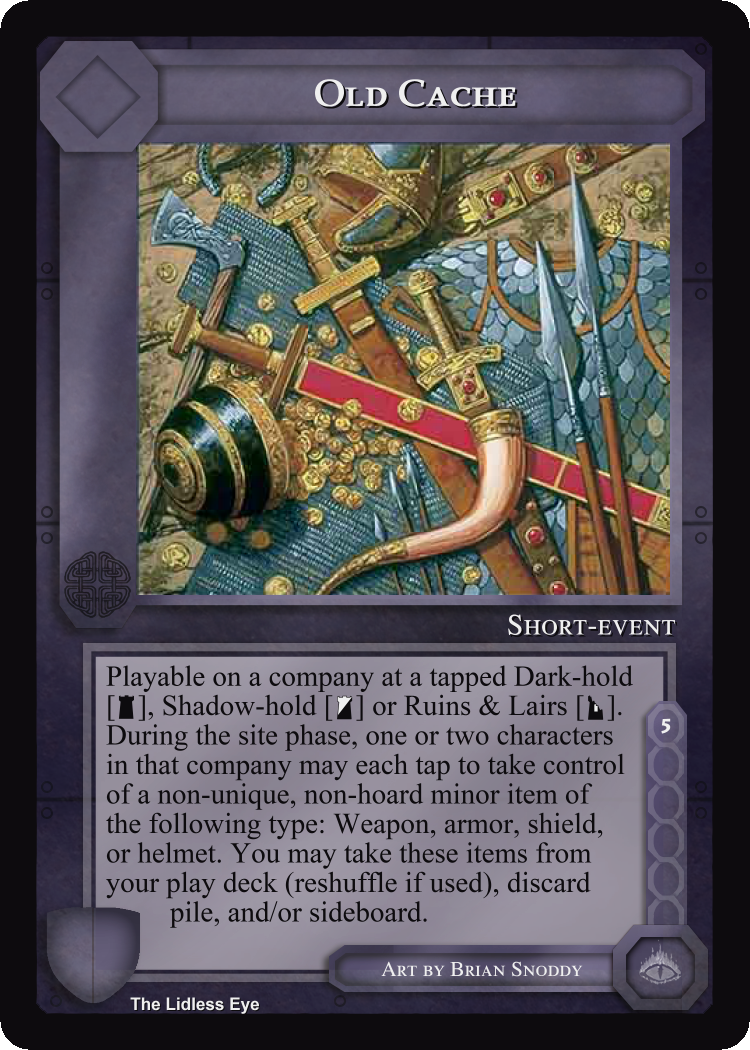 OLD CACHE
SHORT-EVENT
Playable on a company at a tapped Dark-hold
[], Shadow-hold [] or Ruins & Lairs [].
During the site phase, one or two characters
in that company may each tap to take control
of a non-unique, non-hoard minor item of
the following type: Weapon, armor, shield,
or helmet. You may take these items from
your play deck (reshuffle if used), discard
pile, and/or sideboard.
5
ART BY BRIAN SNODDY
The Lidless Eye